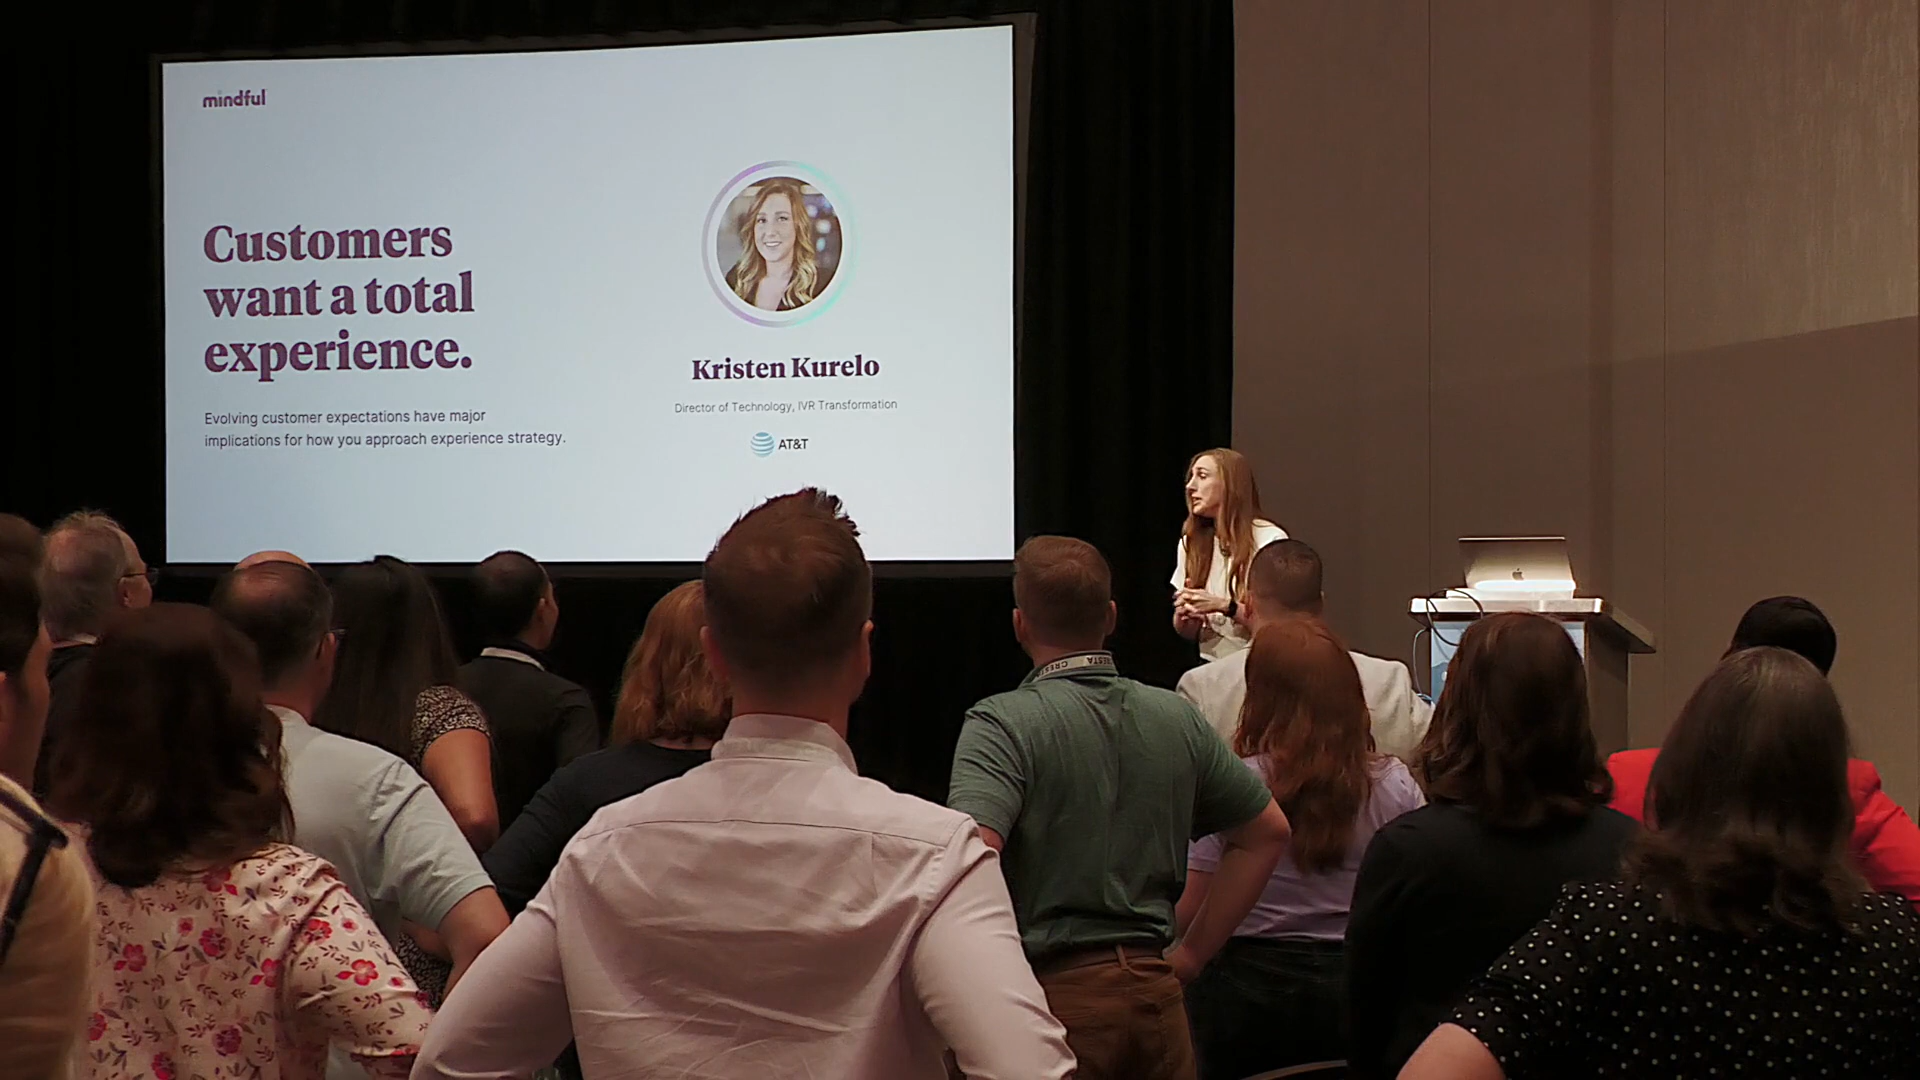 mindful
Customers
want a total
experience.
Evolving customer expectations have major
implications for how you approach experience strategy.
Kristen Kurelo
Director of Technology, IVR Transformation
AT&T
CRESTA